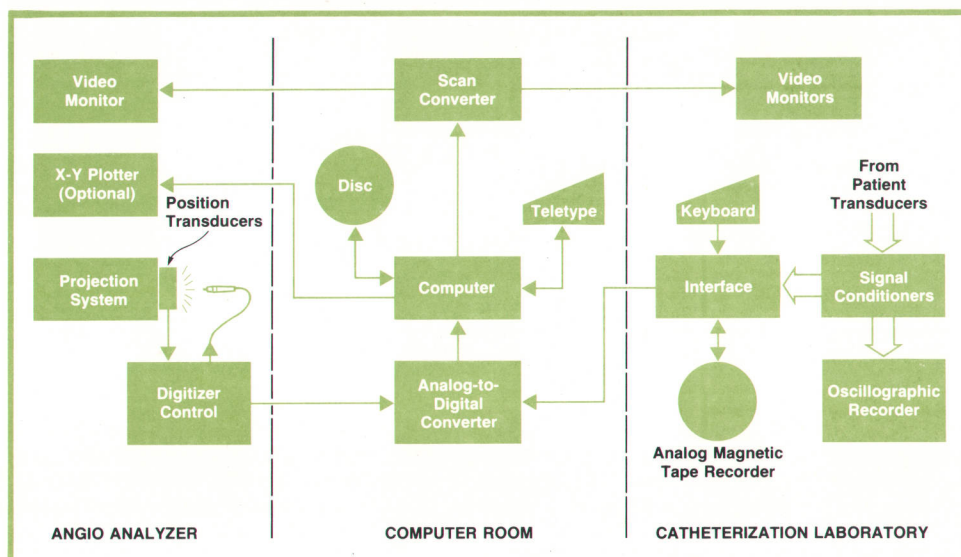 Video
Monitor
Scan
Converter
Video
Monitors
X-Y Plotter
(Optional)
Position
Transducers
Disc
Teletype
Keyboard
From
Patient
Transducers
Projection
System
Computer
Interface
Signal
Conditioners
Digitizer
Control
Analog-to-
Digital
Converter
Analog Magnetic
Tape Recorder
Oscillographic
Recorder
ANGIO ANALYZER
COMPUTER ROOM
CATHETERIZATION LABORATORY